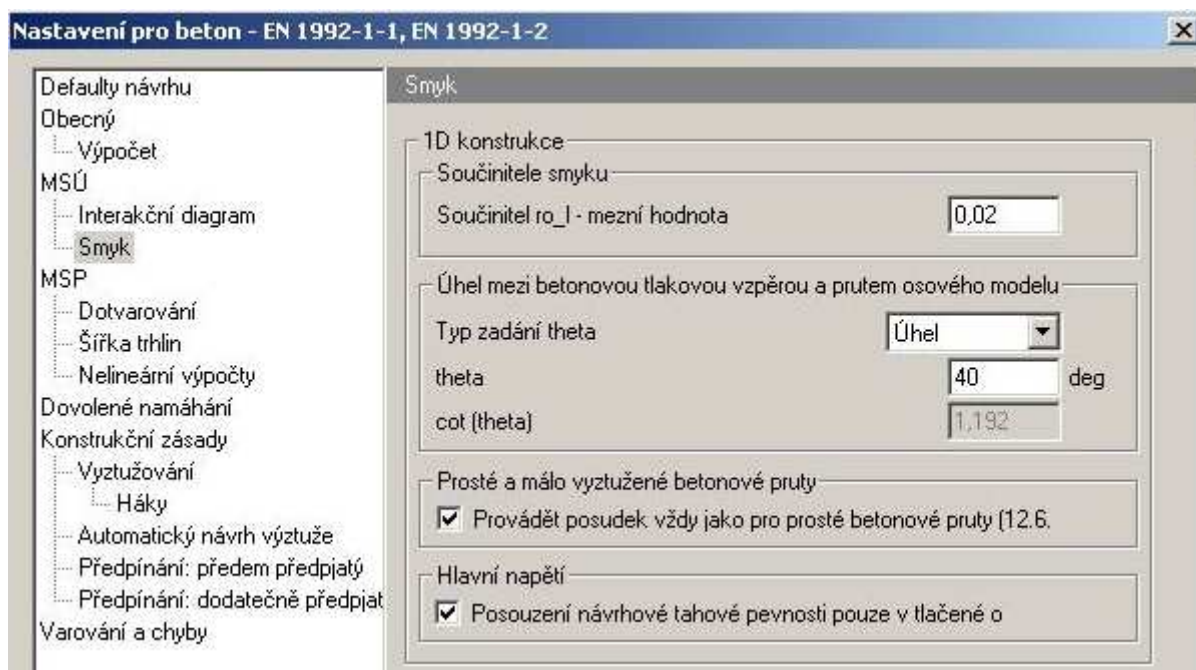 Nastavení pro beton - EN 1992-1-1, EN 1992-1-2
Defaulty návrhu
Obecný
Výpočet
MSÚ
Interakční diagram
Smyk
MSP
Dotvarování
Šířka trhlin
Nelineární výpočty
Dovolené namáhání
Konstrukční zásady
Vyztužování
Háky
Automatický návrh výztuže
Předpínání: předem předpjatý
Předpínání: dodatečně předpjat
Varování a chyby
Smyk
1D konstrukce
Součinitele smyku
Součinitel ro_l - mezní hodnota 0,02
Úhel mezi betonovou tlakovou vzpěrou a prutem osového modelu
Typ zadání theta Úhel
theta 40 deg
cot (theta) 1,192
Prosté a málo vyztužené betonové pruty
Provádět posudek vždy jako pro prosté betonové pruty (12.6.
Hlavní napětí
Posouzení návrhové tahové pevnosti pouze v tlačené o